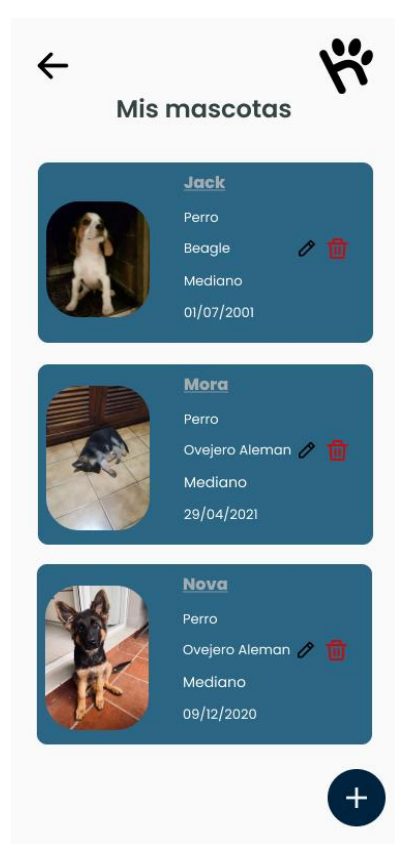 Mis mascotas
Jack
Perro
Beagle
Mediano
01/07/2001
Mora
Perro
Ovejero Aleman
Mediano
29/04/2021
Nova
Perro
Ovejero Aleman
Mediano
09/12/2020